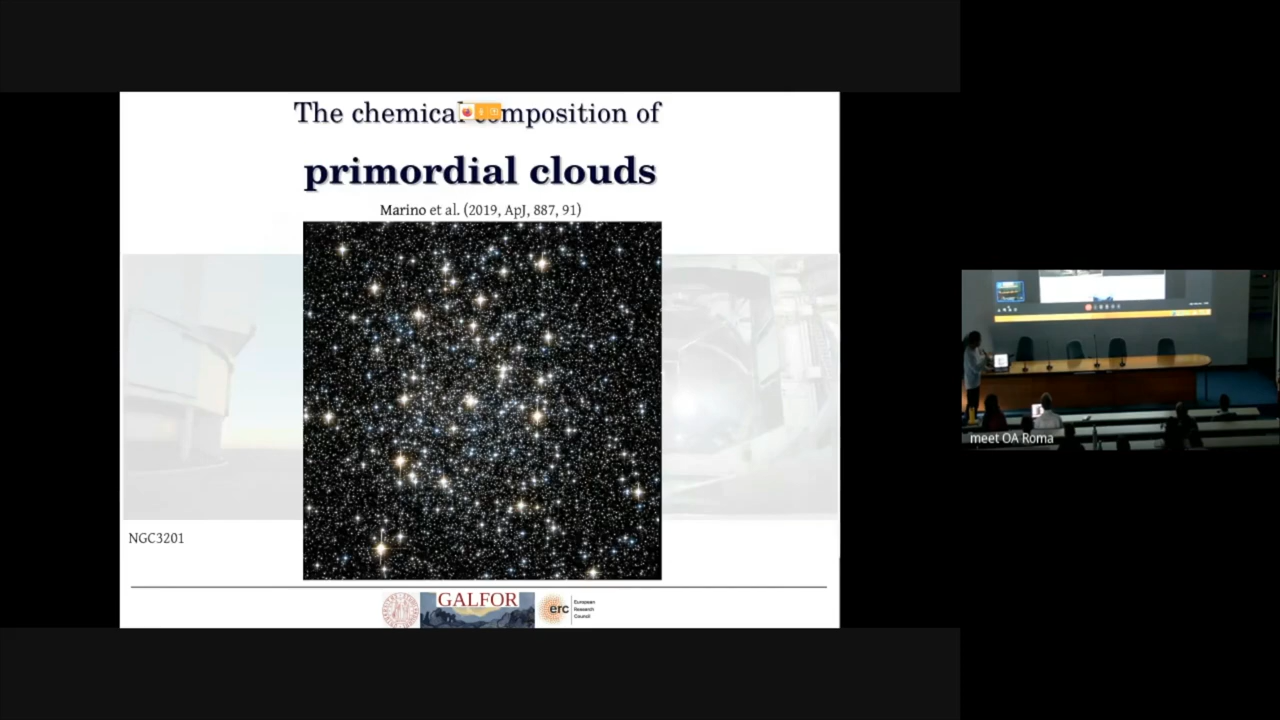 The chemical composition of
primordial clouds
Marino et al. (2019, ApJ, 887, 91)
NGC3201
GALFOR
erc
European
Research
Council
meet OA Roma